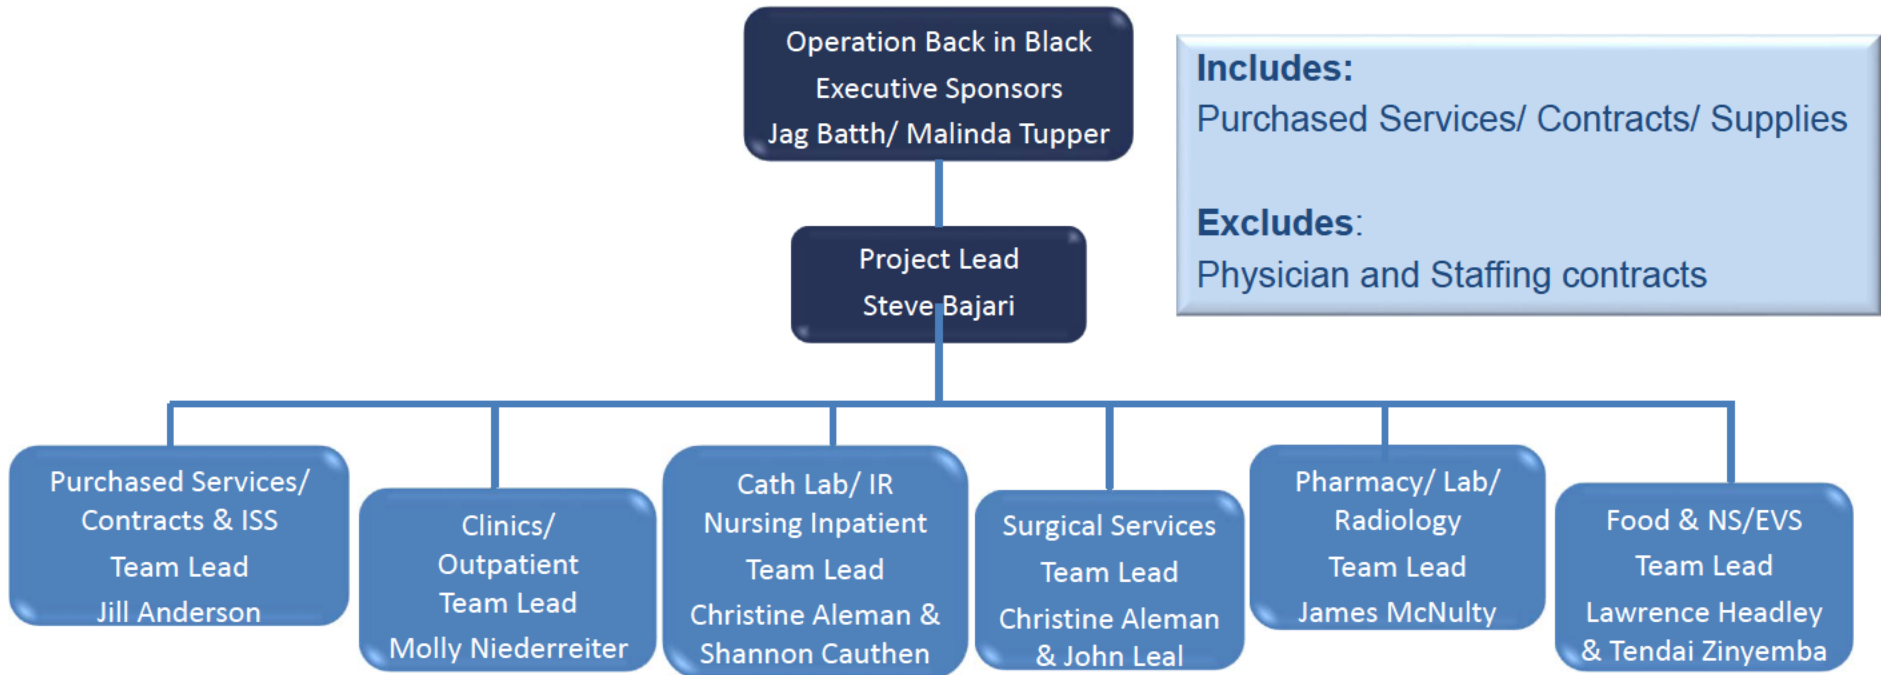 Operation Back in Black
Executive Sponsors
Jag Batth/ Malinda Tupper
Includes:
Purchased Services/ Contracts/ Supplies
Excludes:
Physician and Staffing contracts
Project Lead
Steve Bajari
Purchased Services/
Contracts & ISS
Team Lead
Jill Anderson
Clinics/
Outpatient
Team Lead
Molly Niederreiter
Cath Lab/ IR
Nursing Inpatient
Team Lead
Christine Aleman &
Shannon Cauthen
Surgical Services
Team Lead
Christine Aleman
& John Leal
Pharmacy/ Lab/
Radiology
Team Lead
James McNulty
Food & NS/EVS
Team Lead
Lawrence Headley
& Tendai Zinyemba